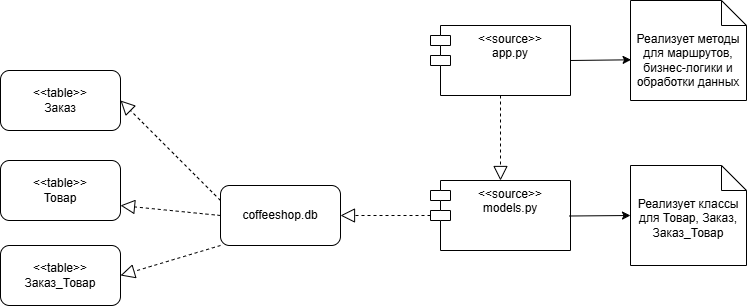 <<source>>
app.py
Реализует методы
для маршрутов,
бизнес-логики и
обработки данных
<<table>>
Заказ
<<table>>
Товар
coffeeshop.db
<<source>>
models.py
Реализует классы
для Товар, Заказ,
Заказ_Товар
<<table>>
Заказ_Товар